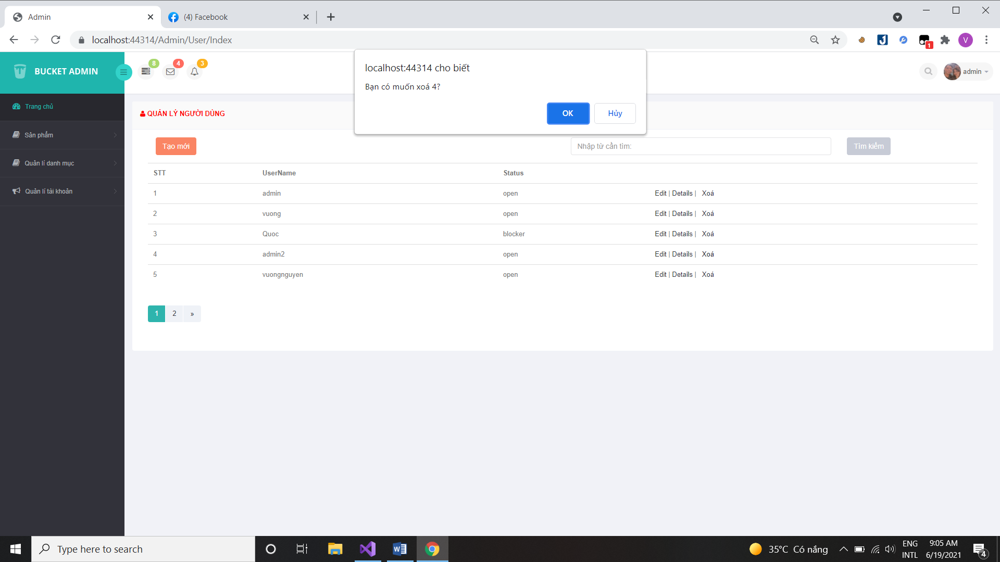 Admin
(4) Facebook
localhost:44314/Admin/User/Index
1
V
BUCKET ADMIN
8
4
3
admin
localhost:44314 cho biết
Bạn có muốn xoá 4?
OK
Hủy
Trang chủ
Sản phẩm
Quản lí danh mục
Quản lí tài khoản
QUẢN LÝ NGƯỜI DÙNG
Tạo mới
Nhập từ cần tìm:
Tìm kiếm
STT UserName Status
1 admin open Edit | Details | Xoá
2 vuong open Edit | Details | Xoá
3 Quoc blocker Edit | Details | Xoá
4 admin2 open Edit | Details | Xoá
5 vuongnguyen open Edit | Details | Xoá
1 2 »
Type here to search
35°C Có nắng
ENG
INTL
9:05 AM
6/19/2021
4